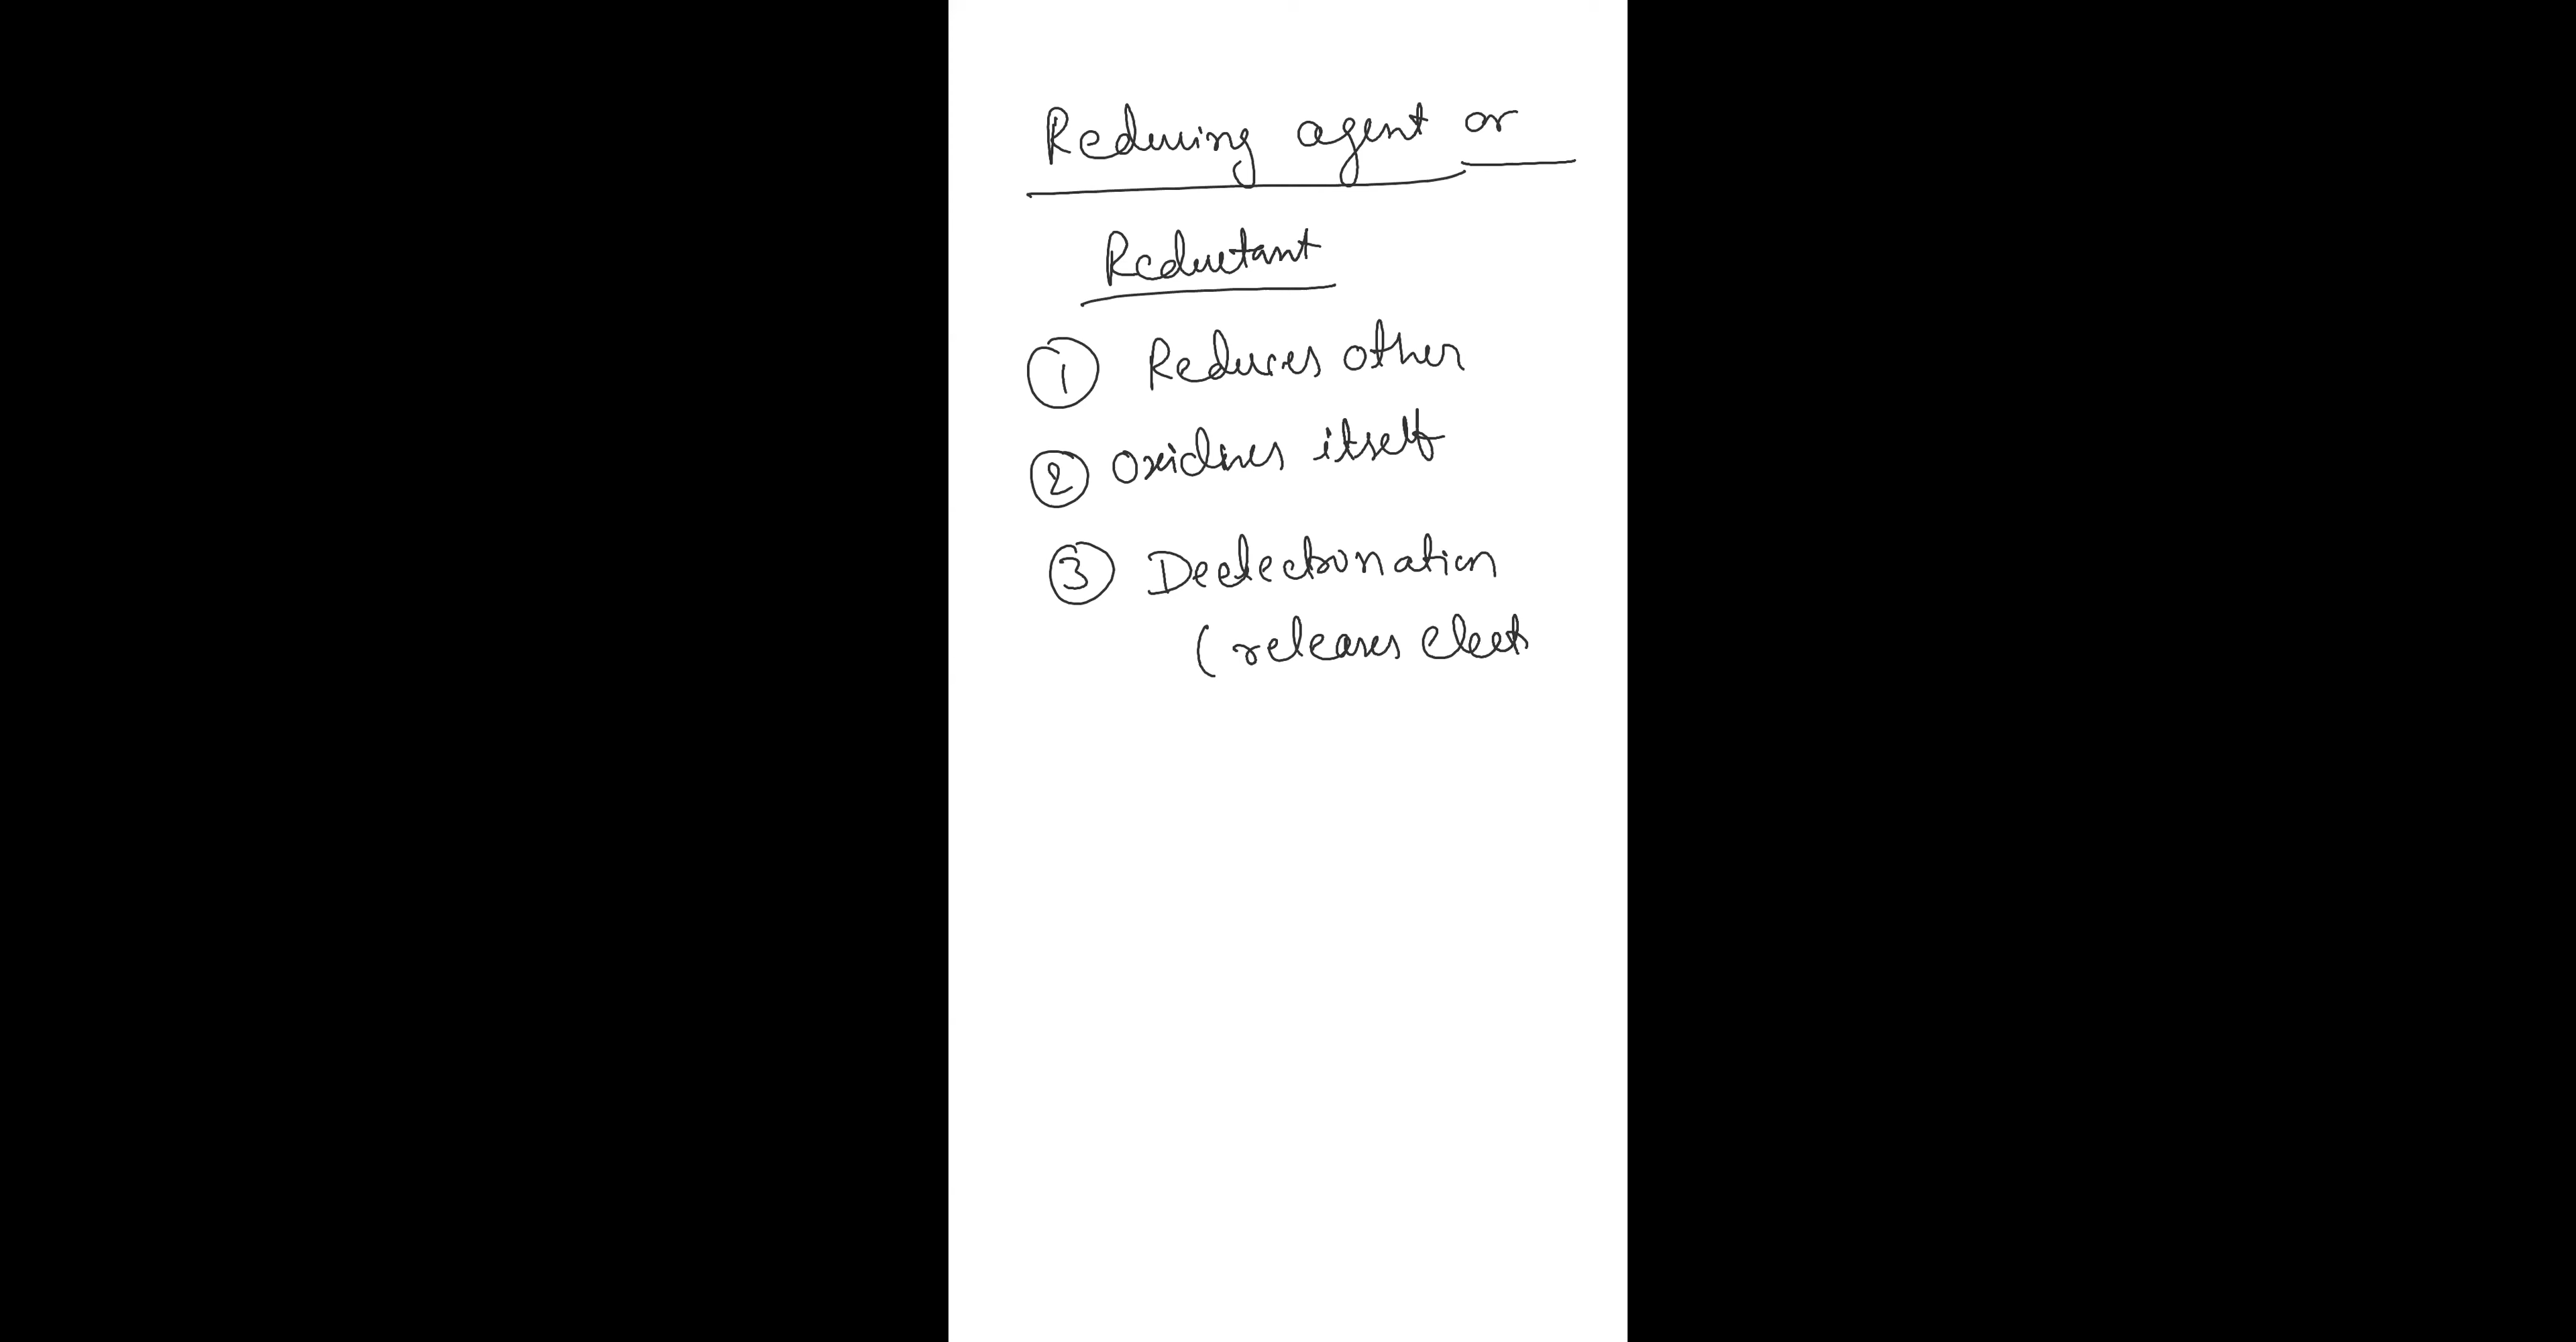 Reducing agent or
Reductant
① Reduces other
② Oxidises itself
③ Deelectronation
(releases elect